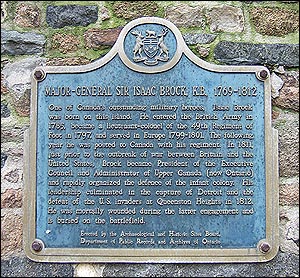 MAJOR-GENERAL SIR ISAAC BROCK, K.B. 1769-1812
One of Canada's outstanding military heroes, Isaac Brock
was born on this island. He entered the British Army in
1785, became a lieutenant-colonel of the 49th Regiment of
Foot in 1797, and served in Europe 1799-1801. The following
year he was posted to Canada with his regiment. In 1811,
just prior to the outbreak of war between Britain and the
United States, Brock became President of the Executive
Council and Administrator of Upper Canada (now Ontario)
and rapidly organized the defence of the infant colony. His
leadership culminated in the capture of Detroit and the
defeat of the U.S. invaders at Queenston Heights in 1812.
He was mortally wounded during the latter engagement and
is buried on the battlefield.
Erected by the Archaeological and Historic Sites Board,
Department of Public Records and Archives of Ontario.